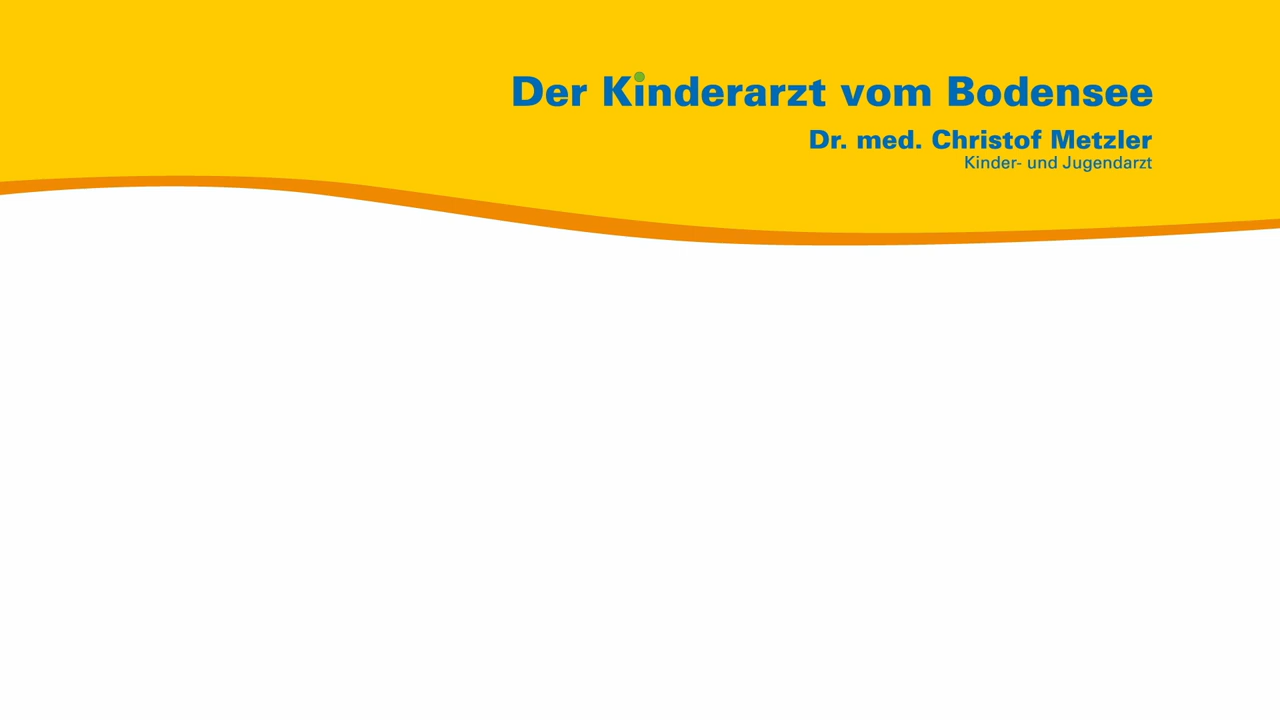 Der Kinderarzt vom Bodensee
Dr. med. Christof Metzler
Kinder- und Jugendarzt